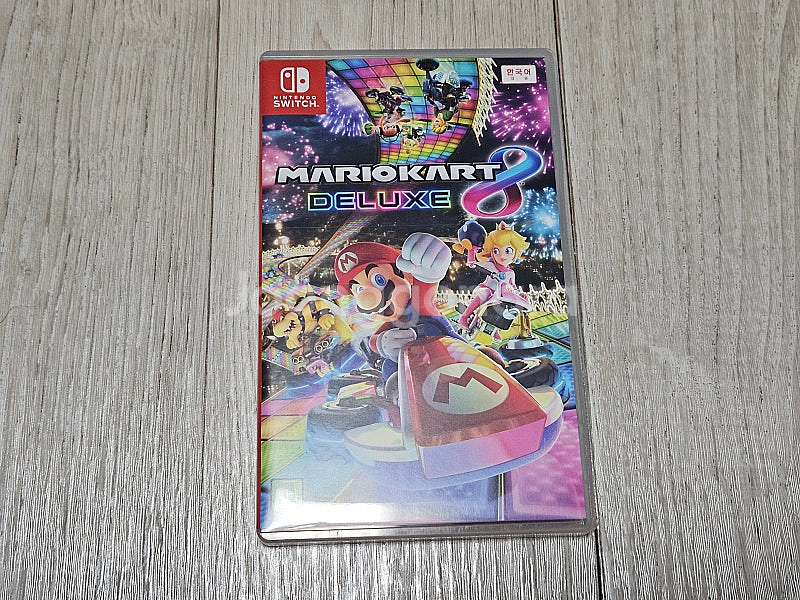 NINTENDO
SWITCH
한국어
MARIOKART 8
DELUXE
M
M